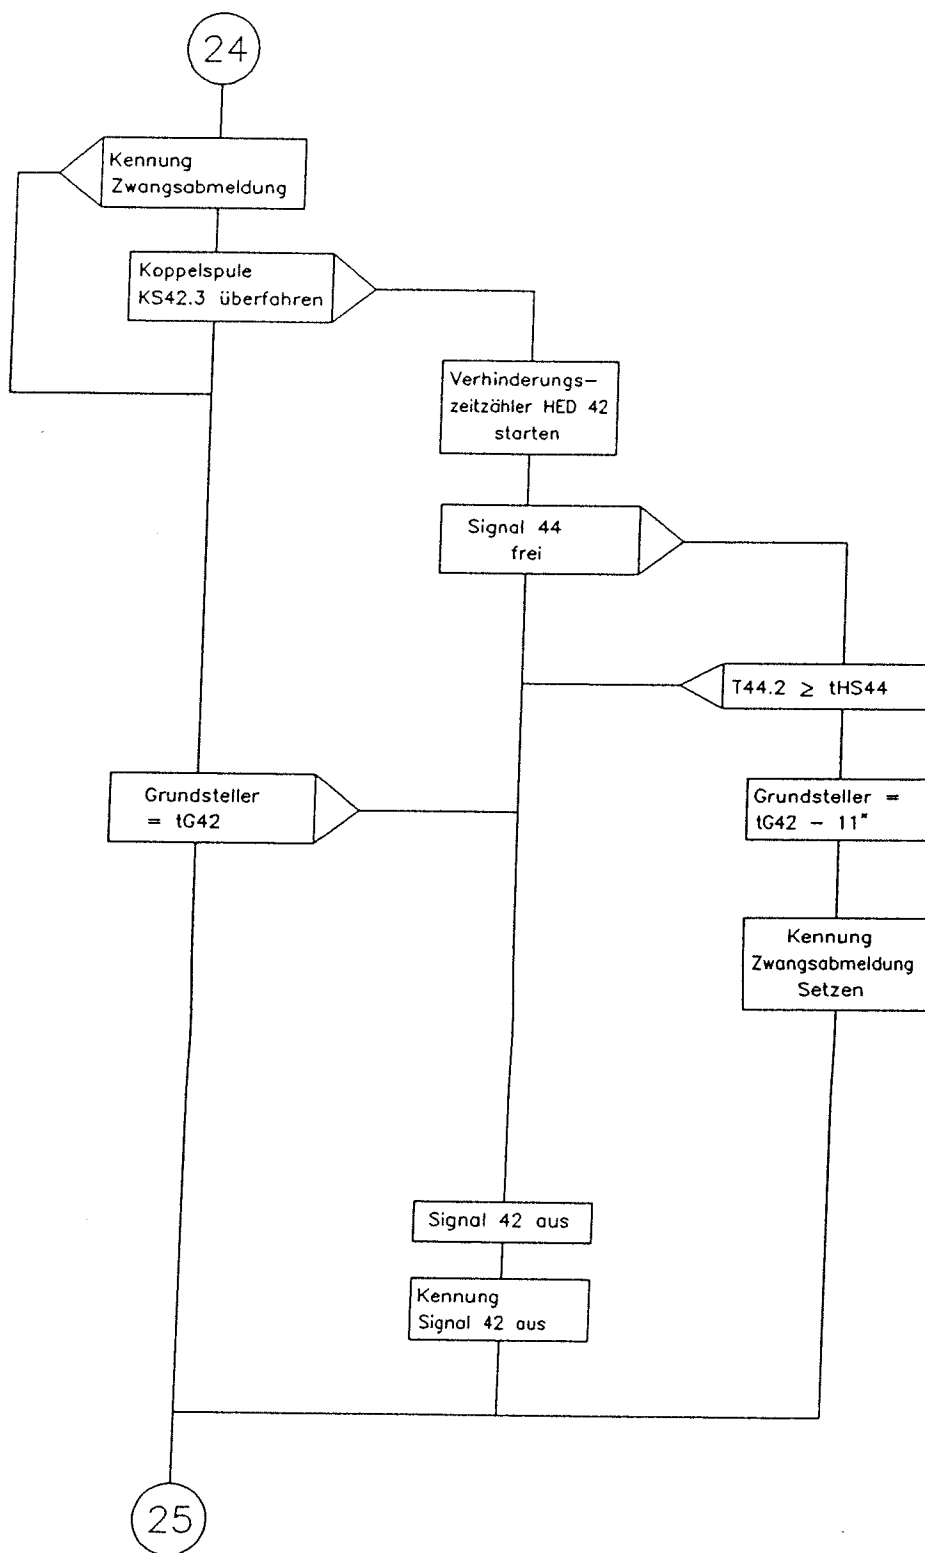 24
Kennung
Zwangsabmeldung
Koppelspule
KS42.3 überfahren
Verhinderungs-
zeitzähler HED 42
starten
Signal 44
frei
T44.2 ≥ tHS44
Grundsteller
= tG42
Grundsteller =
tG42 - 11"
Kennung
Zwangsabmeldung
Setzen
Signal 42 aus
Kennung
Signal 42 aus
25